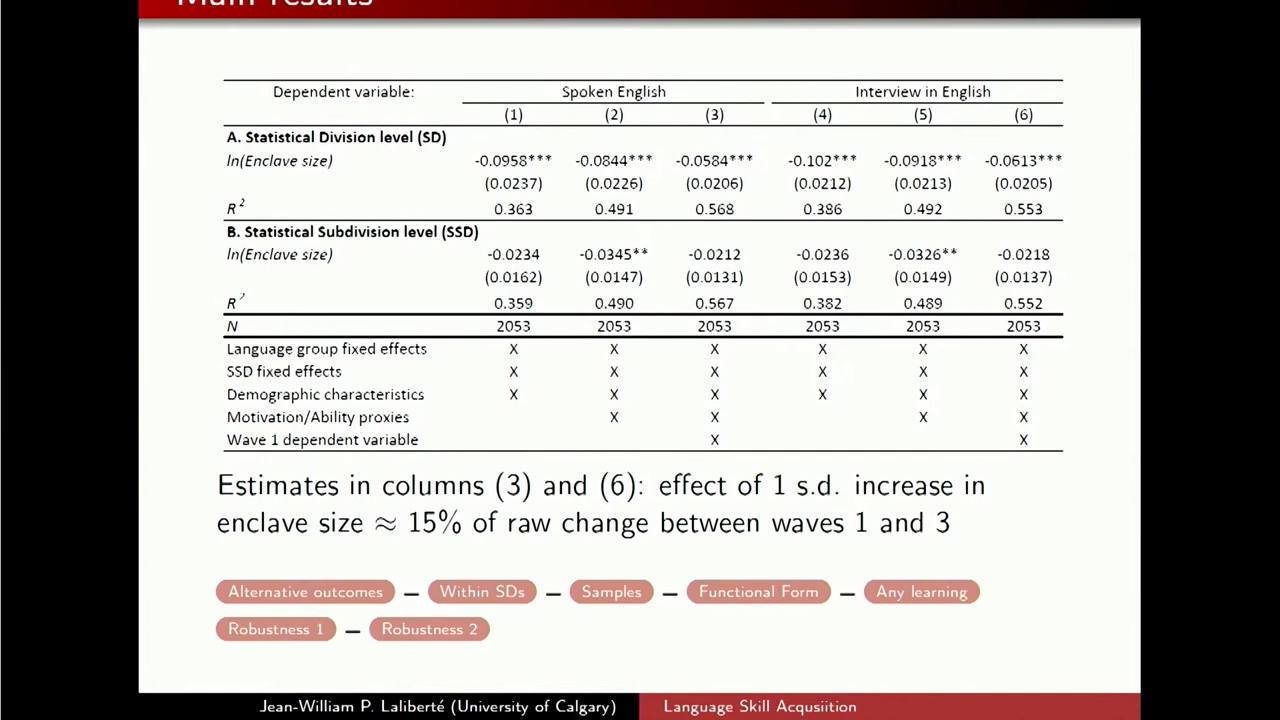 Main results
Dependent variable: Spoken English Interview in English
(1) (2) (3) (4) (5) (6)
A. Statistical Division level (SD)
ln(Enclave size) -0.0958*** -0.0844*** -0.0584*** -0.102*** -0.0918*** -0.0613***
(0.0237) (0.0226) (0.0206) (0.0212) (0.0213) (0.0205)
R² 0.363 0.491 0.568 0.386 0.492 0.553
B. Statistical Subdivision level (SSD)
ln(Enclave size) -0.0234 -0.0345** -0.0212 -0.0236 -0.0326** -0.0218
(0.0162) (0.0147) (0.0131) (0.0153) (0.0149) (0.0137)
R² 0.359 0.490 0.567 0.382 0.489 0.552
N 2053 2053 2053 2053 2053 2053
Language group fixed effects X X X X X X
SSD fixed effects X X X X X X
Demographic characteristics X X X X X X
Motivation/Ability proxies X X X X
Wave 1 dependent variable X X
Estimates in columns (3) and (6): effect of 1 s.d. increase in
enclave size ≈ 15% of raw change between waves 1 and 3
Alternative outcomes – Within SDs – Samples – Functional Form – Any learning
Robustness 1 – Robustness 2
Jean-William P. Laliberté (University of Calgary) Language Skill Acqusiition